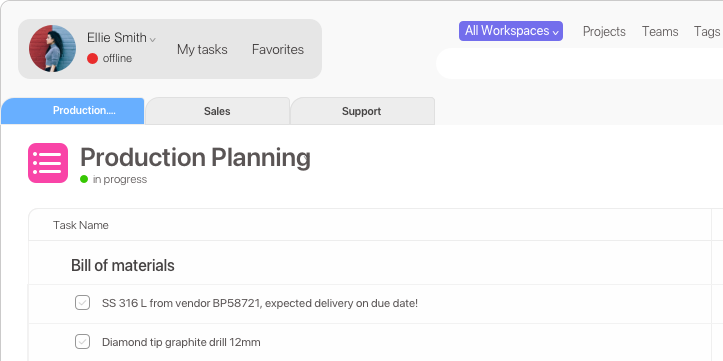 Ellie Smith
offline
My tasks
Favorites
All Workspaces
Projects
Teams
Tags
Production....
Sales
Support
Production Planning
in progress
Task Name
Bill of materials
SS 316 L from vendor BP58721, expected delivery on due date!
Diamond tip graphite drill 12mm